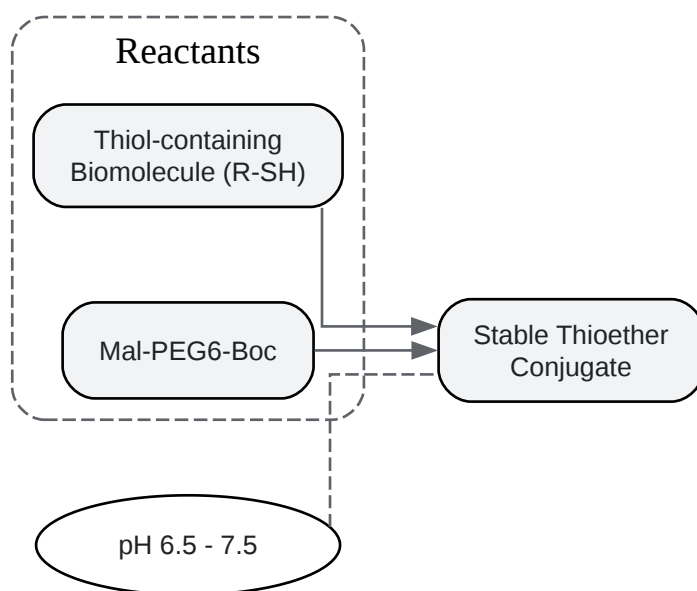 Reactants
Thiol-containing
Biomolecule (R-SH)
Mal-PEG6-Boc
Stable Thioether
Conjugate
pH 6.5 - 7.5